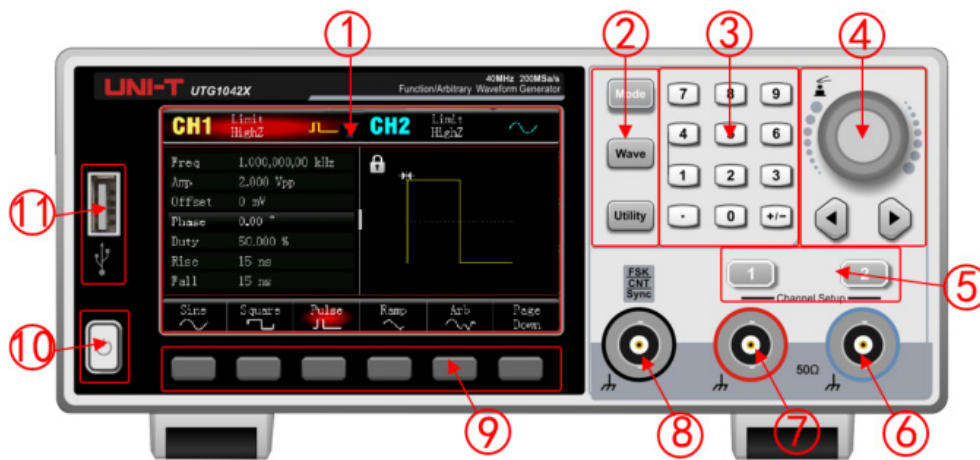 ① ② ③ ④
UNI-T UTG1042X
40MHz 200MSa/s
Function/Arbitrary Waveform Generator
CH1 Limit HighZ CH2 Limit HighZ
Freq 1.000,000,00 kHz
Amp 2.000 Vpp
Offset 0 mV
Phase 0.00 °
Duty 50.000 %
Rise 15 ns
Fall 15 ns
Sine Square Pulse Ramp Arb Page Down
Mode
Wave
Utility
7 8 9
4 5 6
1 2 3
. 0 +/-
1 2
Channel Setup
⑤
FSK
CNT
Sync
50Ω
⑪
⑩
⑨ ⑧ ⑦ ⑥